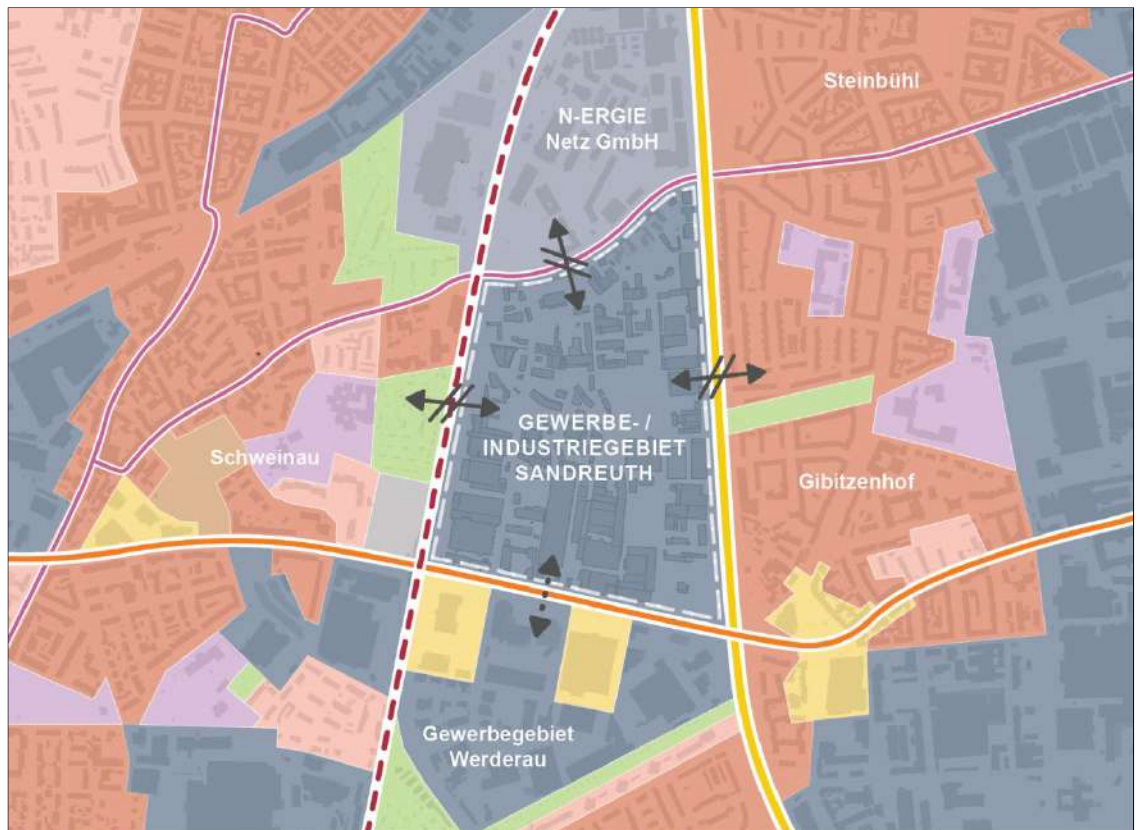 Steinbühl
N-ERGIE
Netz GmbH
GEWERBE- /
INDUSTRIEGEBIET
SANDREUTH
Schweinau
Gibitzenhof
Gewerbegebiet
Werderau